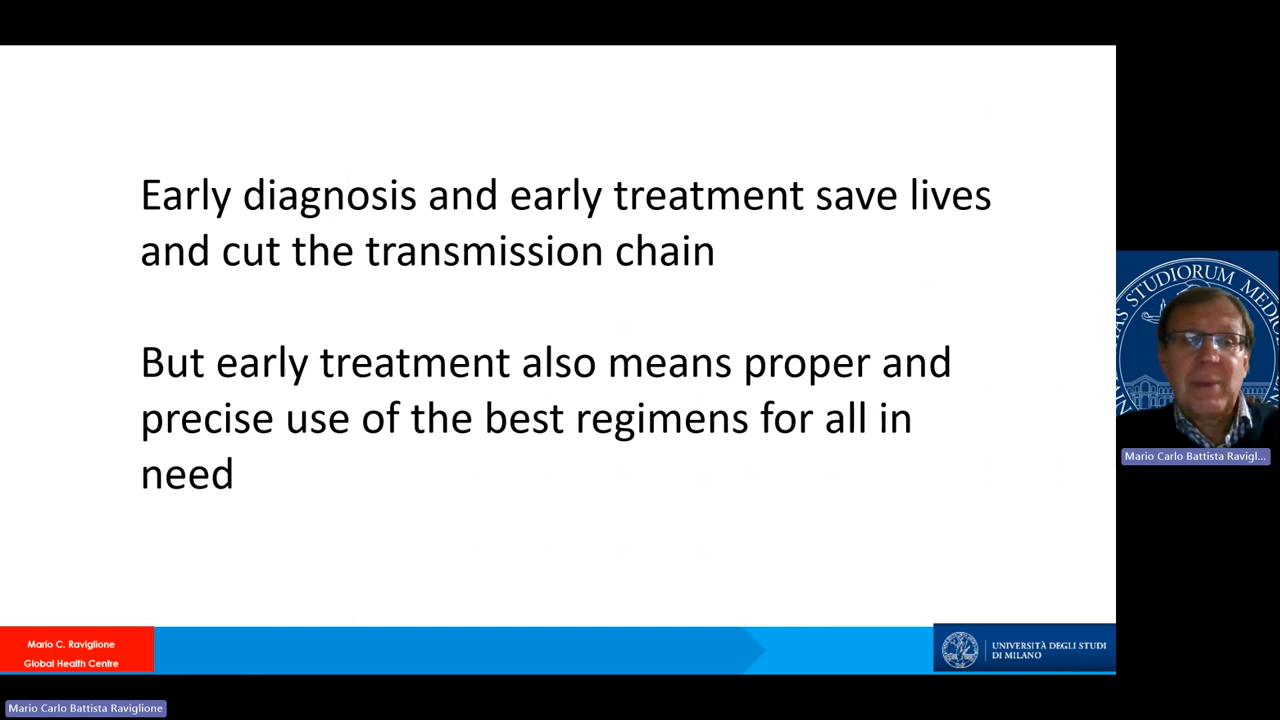 Early diagnosis and early treatment save lives
and cut the transmission chain
But early treatment also means proper and
precise use of the best regimens for all in
need
STUDIORUM MEDIO
Mario Carlo Battista Ravigl...
Mario C. Raviglione
Global Health Centre
UNIVERSITÀ DEGLI STUDI
DI MILANO
Mario Carlo Battista Raviglione